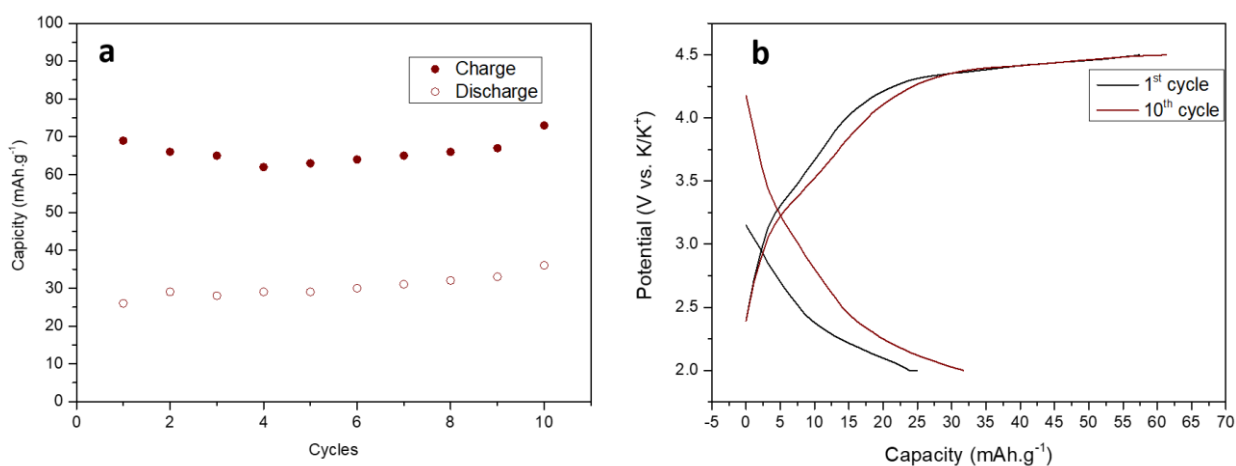 a
Charge
Discharge
Capicity (mAh.g⁻¹)
100
90
80
70
60
50
40
30
20
10
0
0 2 4 6 8 10
Cycles
b
1ˢᵗ cycle
10ᵗʰ cycle
Potential (V vs. K/K⁺)
4.5
4.0
3.5
3.0
2.5
2.0
-5 0 5 10 15 20 25 30 35 40 45 50 55 60 65 70
Capacity (mAh.g⁻¹)